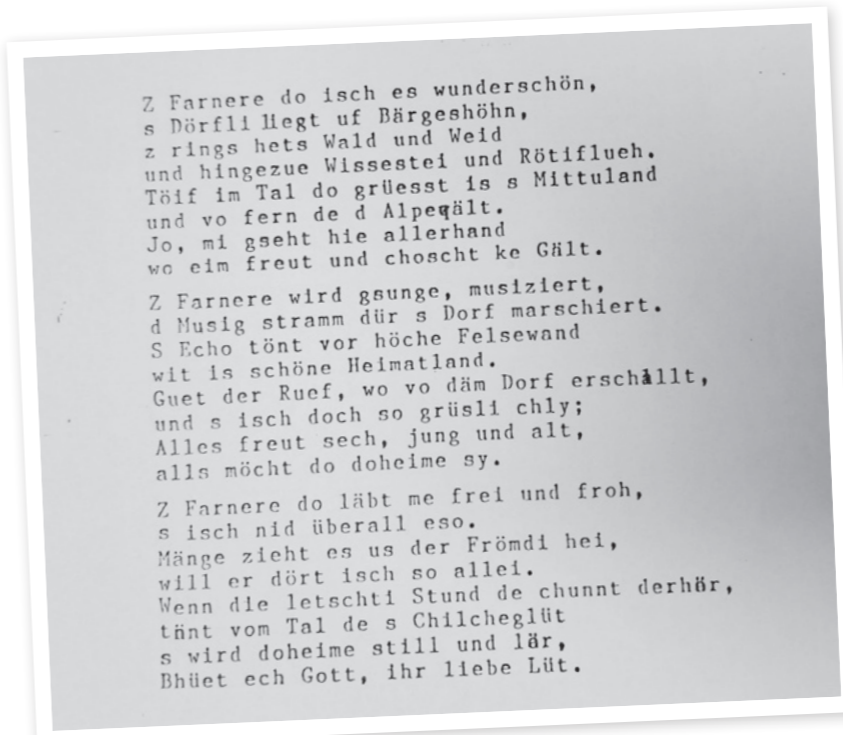 Z Farnere do isch es wunderschön,
s Dörfli liegt uf Bärgeshöhn,
z rings hets Wald und Weid
und hingezue Wissestei und Rötiflueh.
Töif im Tal do grüesst is s Mittuland
und vo fern de d Alpeqält.
Jo, mi gseht hie allerhand
wo eim freut und choscht ke Gält.
Z Farnere wird gsunge, musiziert,
d Musig stramm dür s Dorf marschiert.
S Echo tönt vor höche Felsewand
wit is schöne Heimatland.
Guet der Ruef, wo vo däm Dorf erschallt,
und s isch doch so grüsli chly;
Alles freut sech, jung und alt,
alls möcht do doheime sy.
Z Farnere do läbt me frei und froh,
s isch nid überall eso.
Mänge zieht es us der Frömdi hei,
will er dört isch so allei.
Wenn die letschti Stund de chunnt derhör,
tönt vom Tal de s Chilcheglüt
s wird doheime still und lär,
Bhüet ech Gott, ihr liebe Lüt.